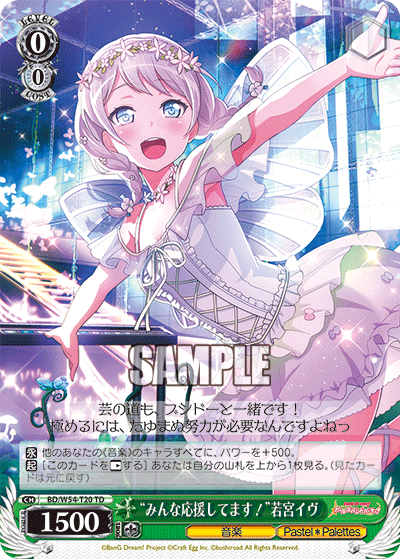 LEVEL
0
0
COST
SAMPLE
芸の道も、ブシドーと一緒です！
極めるには、たゆまぬ努力が必要なんですよねっ
永 他のあなたの《音楽》のキャラすべてに、パワーを＋500。
起 ［このカードを する］ あなたは自分の山札を上から1枚見る。（見たカードは元に戻す）
CH BD/W54-T20 TD
1500
“みんな応援してます！”若宮イヴ
音楽 Pastel＊Palettes
©BanG Dream! Project ©Craft Egg Inc. ©bushiroad All Rights Reserved.